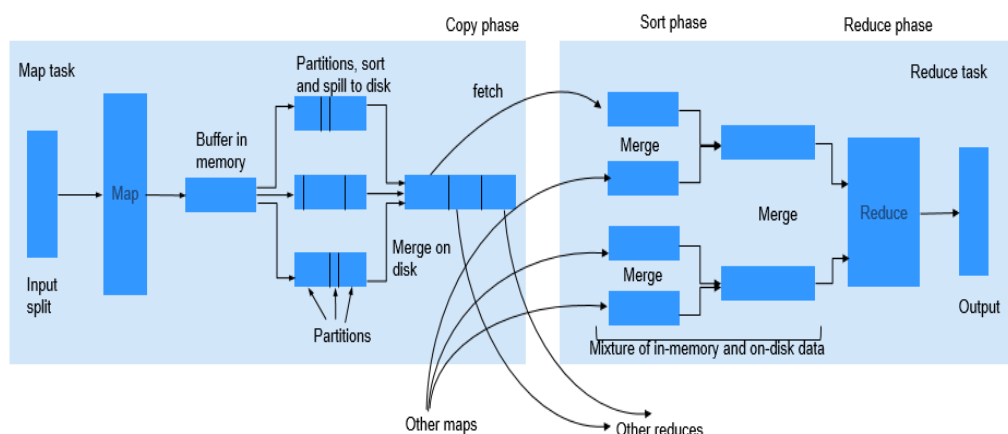 Copy phase
Sort phase
Reduce phase
Map task
Partitions, sort
and spill to disk
fetch
Reduce task
Buffer in
memory
Map
Merge
Merge
Reduce
Merge on
disk
Merge
Input
split
Partitions
Output
Mixture of in-memory and on-disk data
Other maps
Other reduces